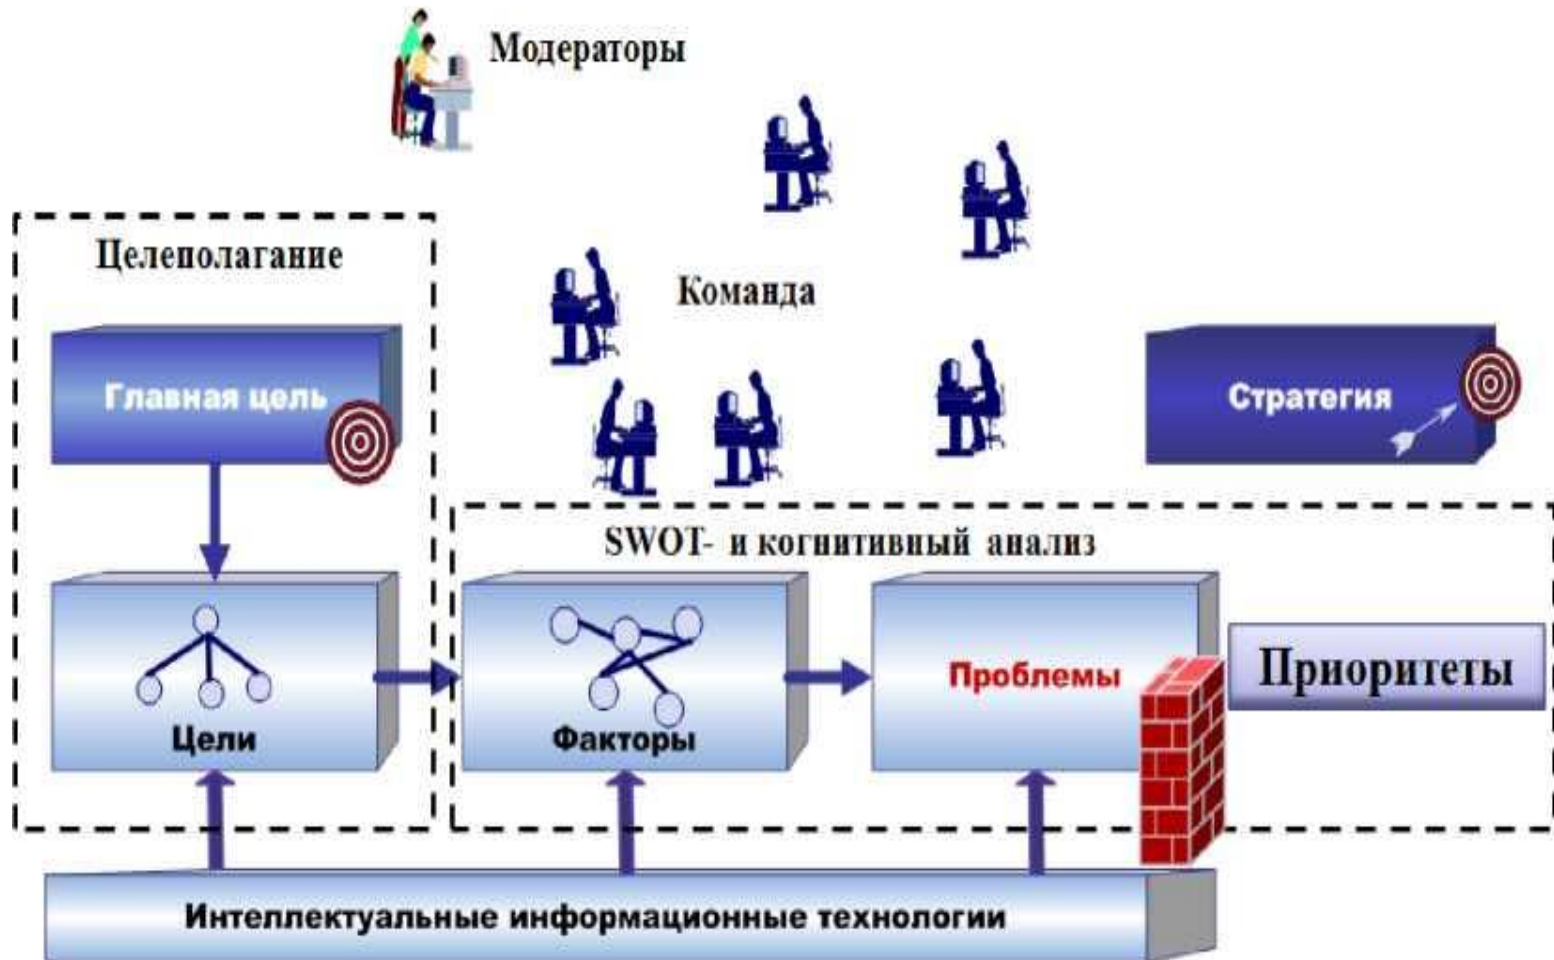 Модераторы
Целеполагание
Команда
Главная цель
Стратегия
SWOT- и когнитивный анализ
Цели
Факторы
Проблемы
Приоритеты
Интеллектуальные информационные технологии